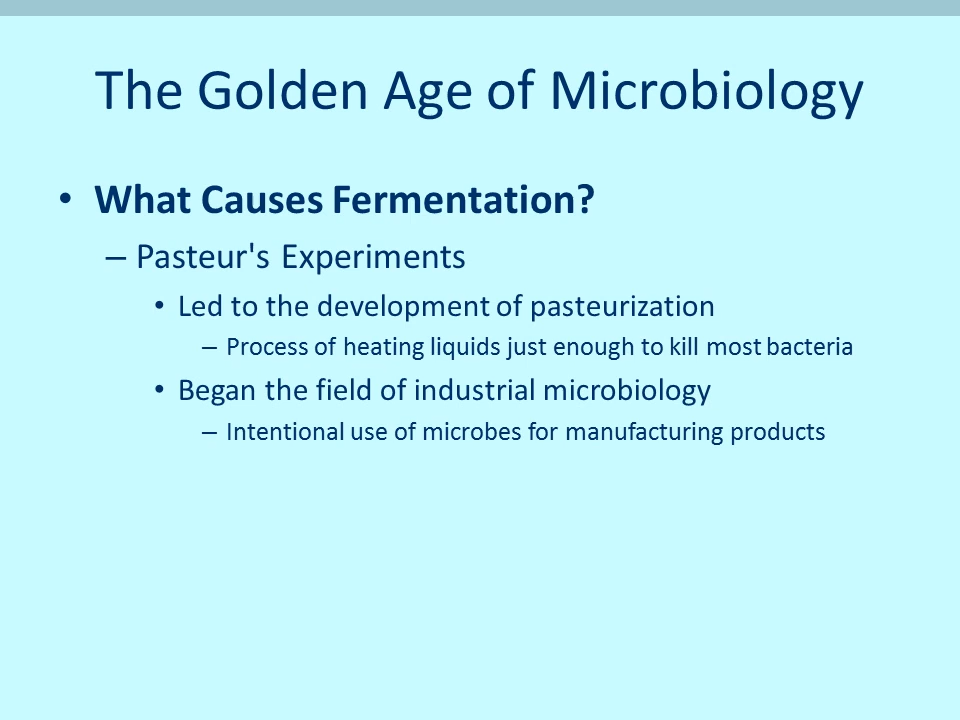 The Golden Age of Microbiology
• What Causes Fermentation?
– Pasteur's Experiments
• Led to the development of pasteurization
– Process of heating liquids just enough to kill most bacteria
• Began the field of industrial microbiology
– Intentional use of microbes for manufacturing products